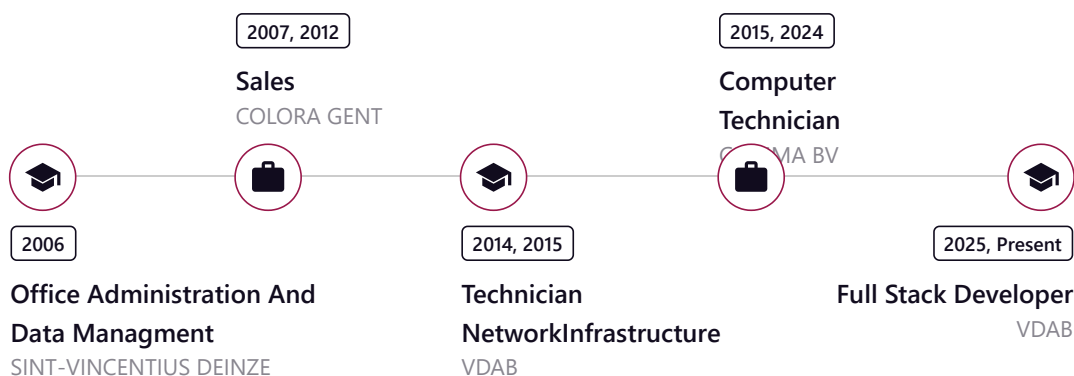 2007, 2012
Sales
COLORA GENT
2015, 2024
Computer
Technician
BV
2006
Office Administration And
Data Managment
SINT-VINCENTIUS DEINZE
2014, 2015
Technician
NetworkInfrastructure
VDAB
2025, Present
Full Stack Developer
VDAB